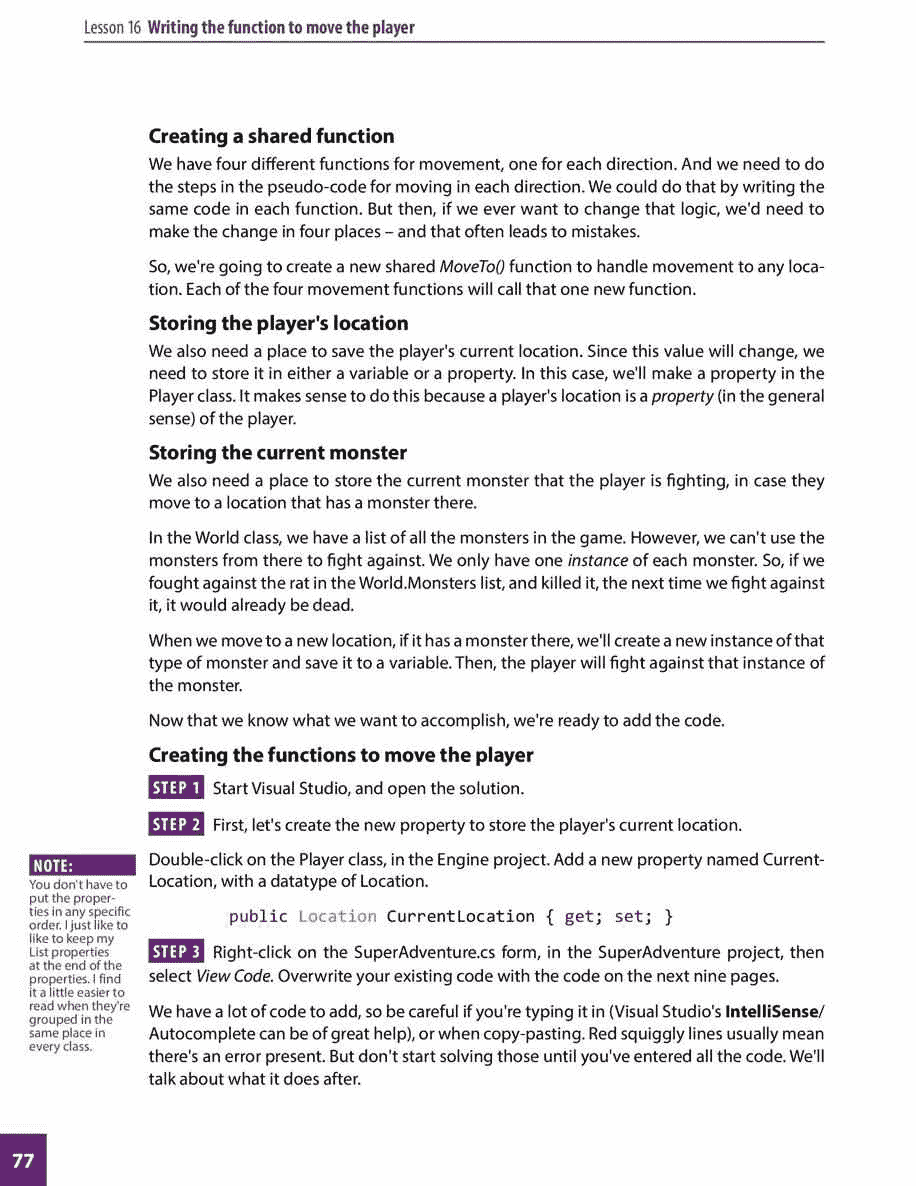 Lesson 16 Writing the function to move the player
Creating a shared function
We have four different functions for movement, one for each direction. And we need to do
the steps in the pseudo-code for moving in each direction. We could do that by writing the
same code in each function. But then, if we ever want to change that logic, we'd need to
make the change in four places – and that often leads to mistakes.
So, we're going to create a new shared MoveTo() function to handle movement to any loca-
tion. Each of the four movement functions will call that one new function.
Storing the player's location
We also need a place to save the player's current location. Since this value will change, we
need to store it in either a variable or a property. In this case, we'll make a property in the
Player class. It makes sense to do this because a player's location is a property (in the general
sense) of the player.
Storing the current monster
We also need a place to store the current monster that the player is fighting, in case they
move to a location that has a monster there.
In the World class, we have a list of all the monsters in the game. However, we can't use the
monsters from there to fight against. We only have one instance of each monster. So, if we
fought against the rat in the World.Monsters list, and killed it, the next time we fight against
it, it would already be dead.
When we move to a new location, if it has a monster there, we'll create a new instance of that
type of monster and save it to a variable. Then, the player will fight against that instance of
the monster.
Now that we know what we want to accomplish, we're ready to add the code.
Creating the functions to move the player
STEP 1 Start Visual Studio, and open the solution.
STEP 2 First, let's create the new property to store the player's current location.
Double-click on the Player class, in the Engine project. Add a new property named Current-
Location, with a datatype of Location.
public Location CurrentLocation { get; set; }
STEP 3 Right-click on the SuperAdventure.cs form, in the SuperAdventure project, then
select View Code. Overwrite your existing code with the code on the next nine pages.
We have a lot of code to add, so be careful if you're typing it in (Visual Studio's IntelliSense/
Autocomplete can be of great help), or when copy-pasting. Red squiggly lines usually mean
there's an error present. But don't start solving those until you've entered all the code. We'll
talk about what it does after.
NOTE:
You don't have to
put the proper-
ties in any specific
order. I just like to
like to keep my
List properties
at the end of the
properties. I find
it a little easier to
read when they're
grouped in the
same place in
every class.
77